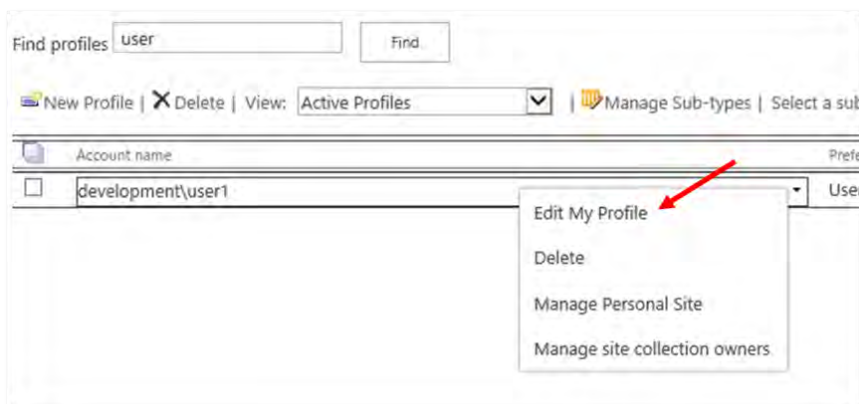 Find profiles user Find
New Profile | Delete | View: Active Profiles | Manage Sub-types | Select a sub
Account name Prefe
development\user1 User
Edit My Profile
Delete
Manage Personal Site
Manage site collection owners